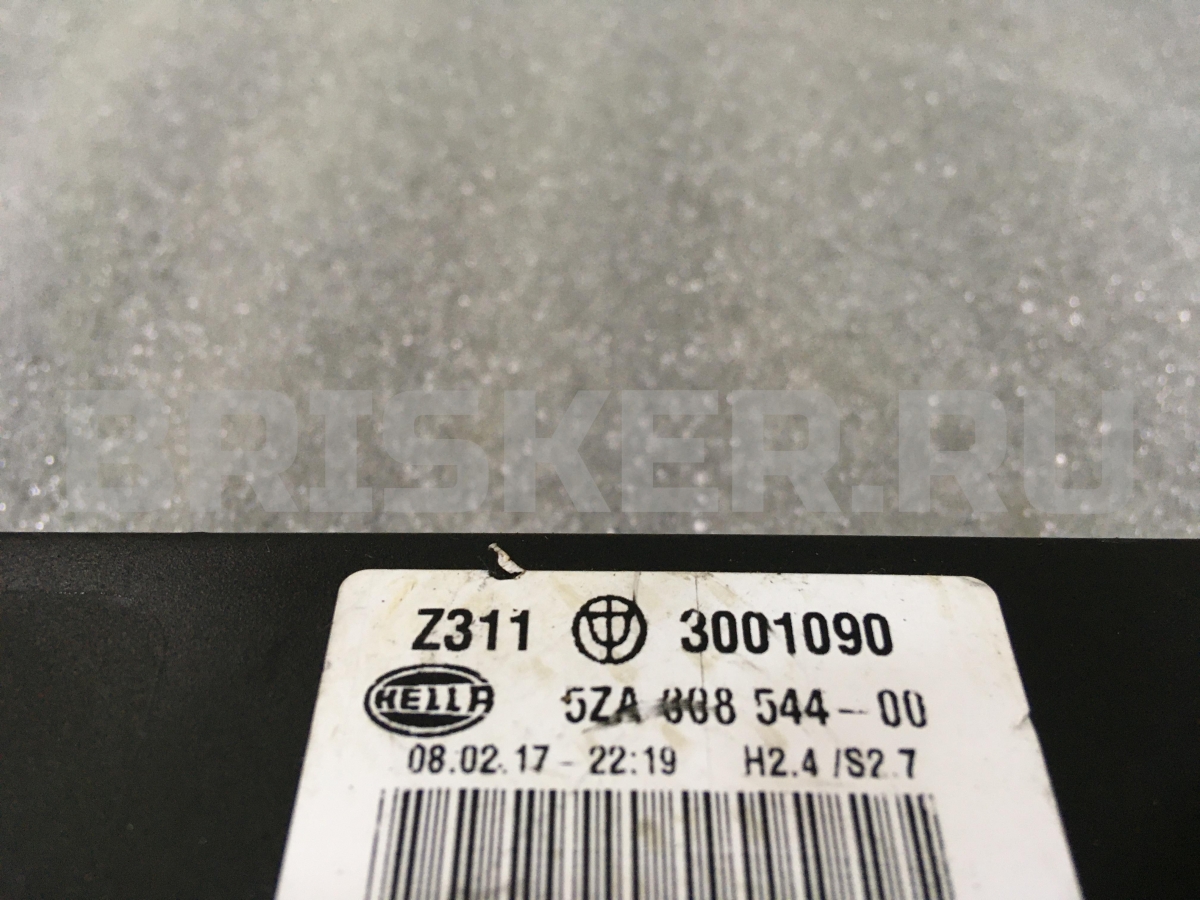 BRISKER.RU
Z311 3001090
HELLA 5ZA 008 544-00
08.02.17 - 22:19 H2.4 /S2.7